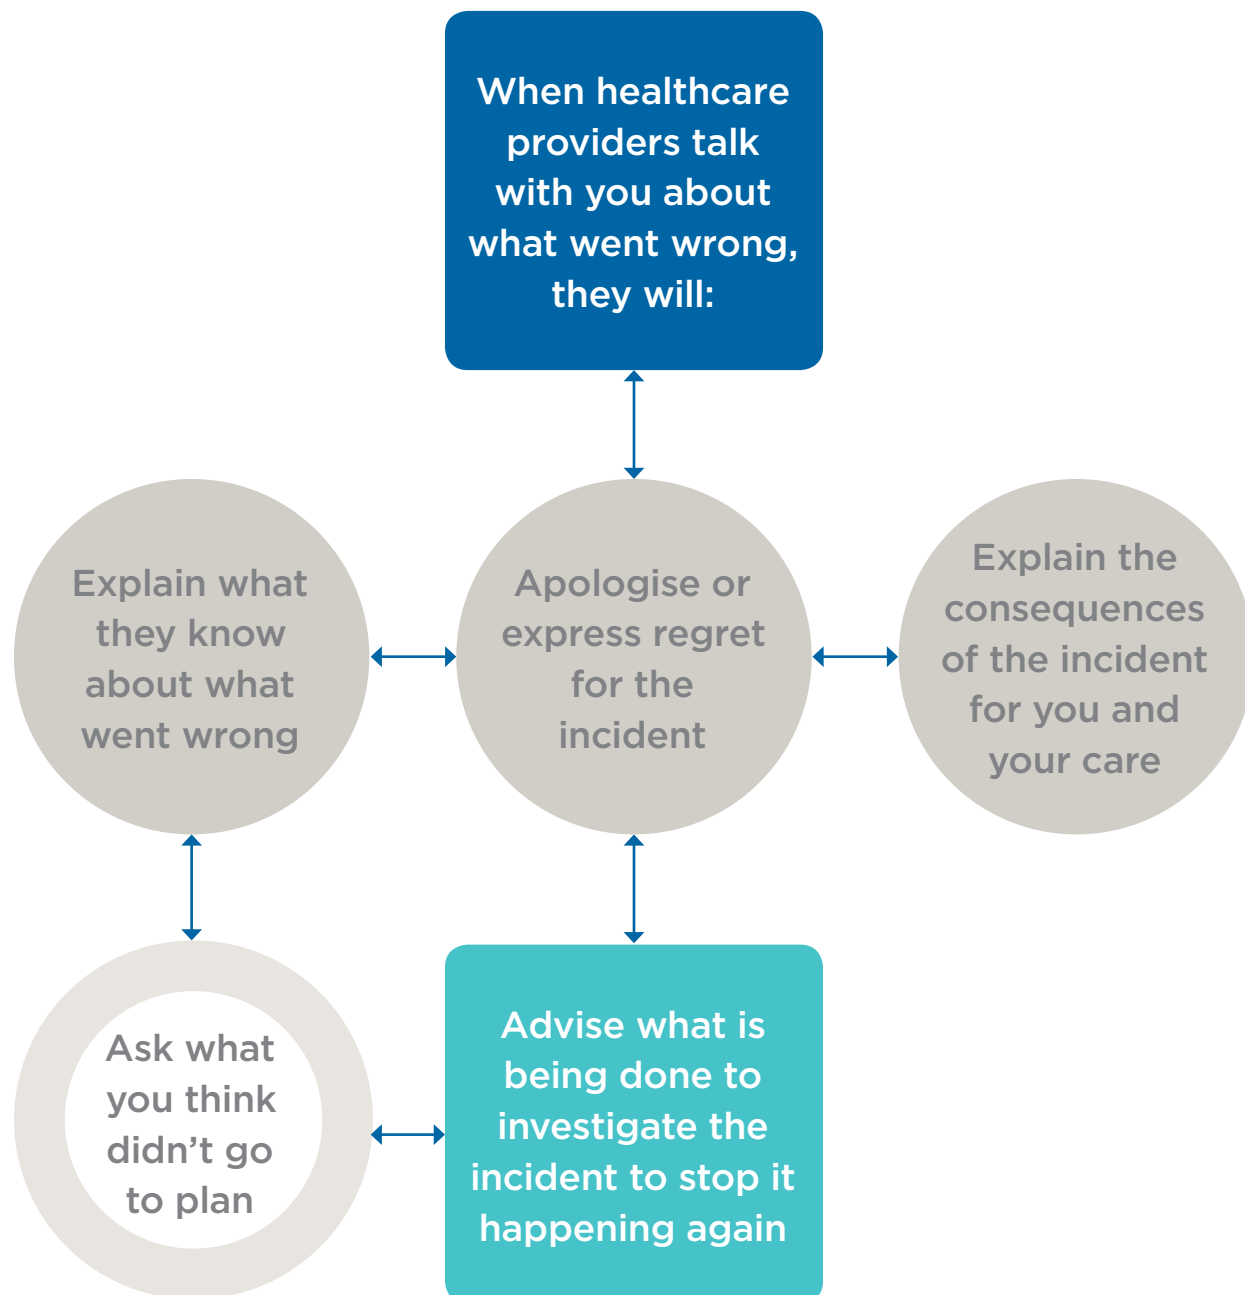 When healthcare
providers talk
with you about
what went wrong,
they will:
Explain what
they know
about what
went wrong
Apologise or
express regret
for the
incident
Explain the
consequences
of the incident
for you and
your care
Ask what
you think
didn’t go
to plan
Advise what is
being done to
investigate the
incident to stop it
happening again